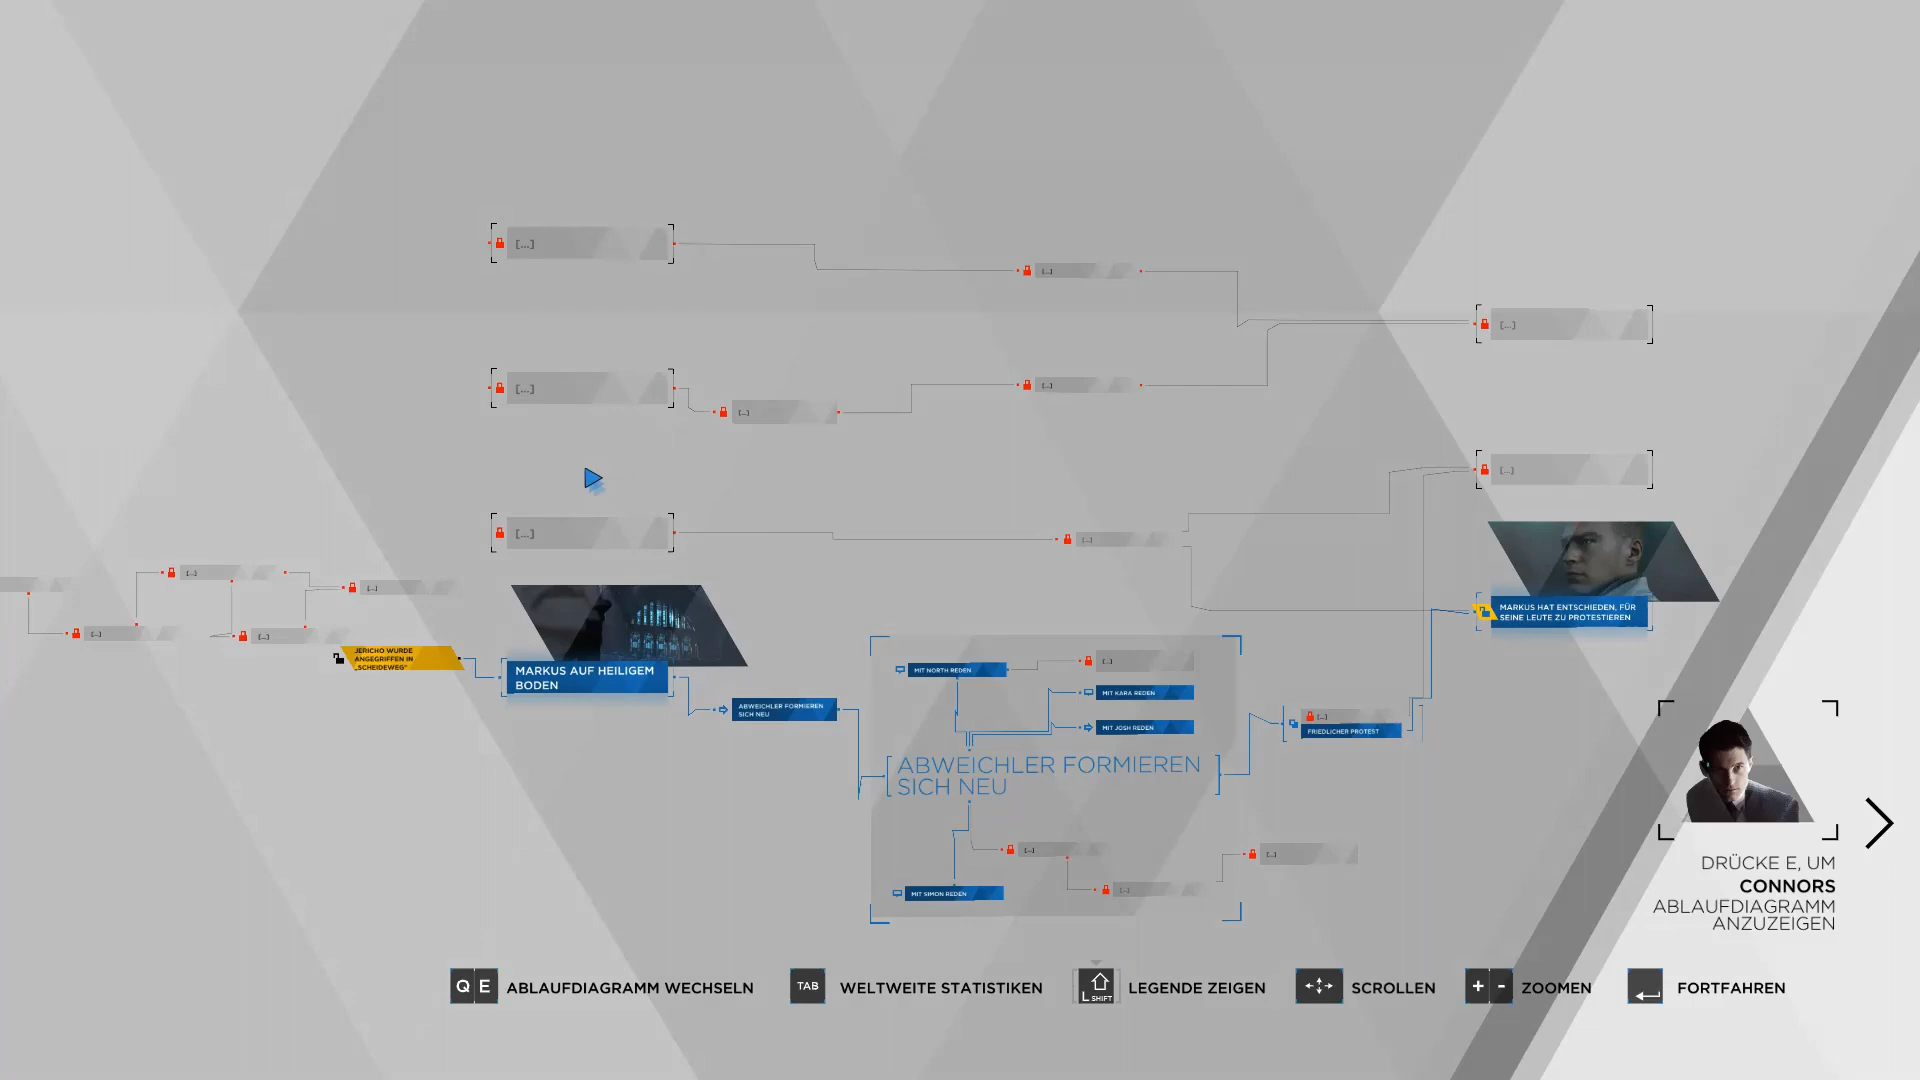 [...]
[...]
[...]
[...]
[...]
[...]
[...]
[...]
[...]
[...]
[...]
[...]
[...]
[...]
JERICHO WURDE
ANGEGRIFFEN IN
„SCHEIDEWEG“
MARKUS AUF HEILIGEM
BODEN
ABWEICHLER FORMIEREN
SICH NEU
MIT NORTH REDEN
[...]
MIT KARA REDEN
MIT JOSH REDEN
ABWEICHLER FORMIEREN
SICH NEU
[...]
[...]
[...]
MIT SIMON REDEN
[...]
FRIEDLICHER PROTEST
MARKUS HAT ENTSCHIEDEN, FÜR
SEINE LEUTE ZU PROTESTIEREN
DRÜCKE E, UM
CONNORS
ABLAUFDIAGRAMM
ANZUZEIGEN
Q E ABLAUFDIAGRAMM WECHSELN
TAB WELTWEITE STATISTIKEN
L SHIFT LEGENDE ZEIGEN
SCROLLEN
+ - ZOOMEN
FORTFAHREN